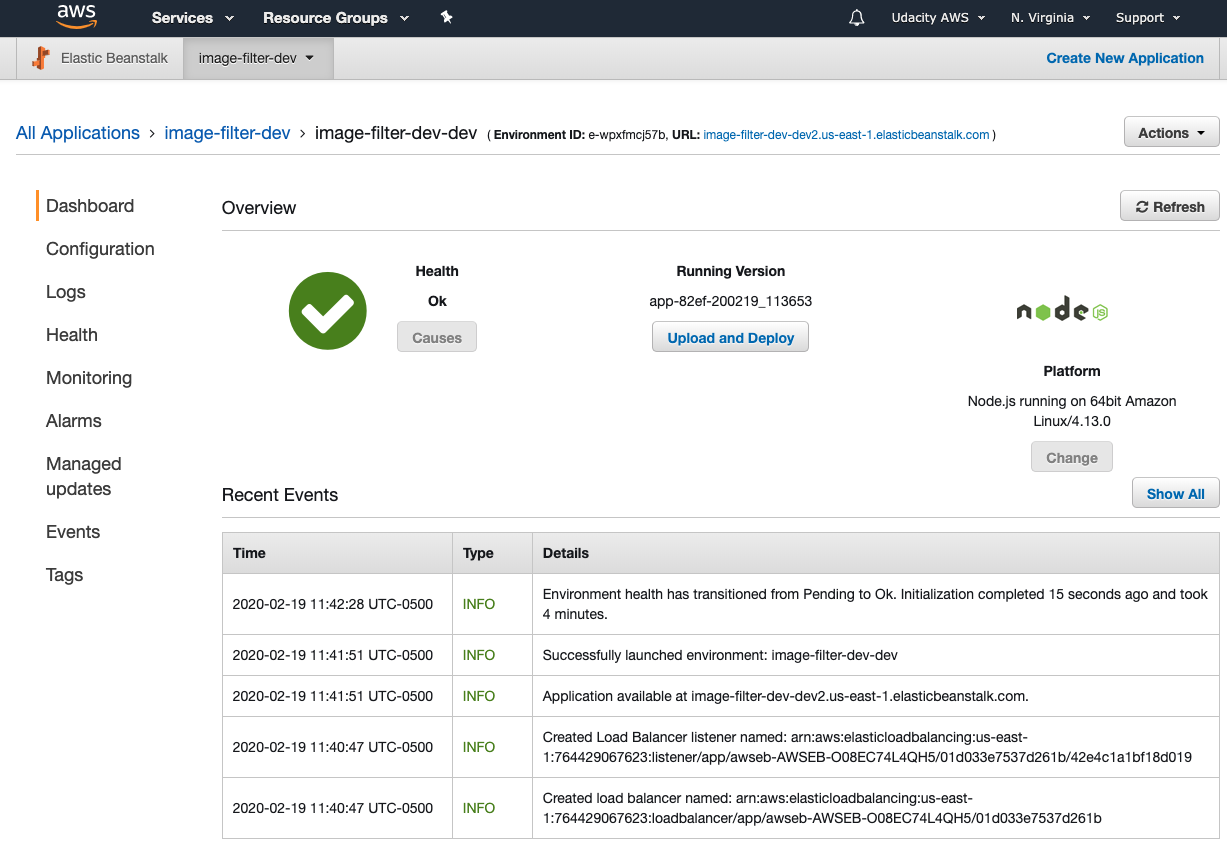 aws Services Resource Groups Udacity AWS N. Virginia Support
Elastic Beanstalk image-filter-dev Create New Application
All Applications > image-filter-dev > image-filter-dev-dev ( Environment ID: e-wpxfmcj57b, URL: image-filter-dev-dev2.us-east-1.elasticbeanstalk.com ) Actions
Dashboard
Configuration
Logs
Health
Monitoring
Alarms
Managed
updates
Events
Tags
Overview Refresh
Health
Ok
Causes
Running Version
app-82ef-200219_113653
Upload and Deploy
node JS
Platform
Node.js running on 64bit Amazon
Linux/4.13.0
Change
Recent Events Show All
Time Type Details
2020-02-19 11:42:28 UTC-0500 INFO Environment health has transitioned from Pending to Ok. Initialization completed 15 seconds ago and took
4 minutes.
2020-02-19 11:41:51 UTC-0500 INFO Successfully launched environment: image-filter-dev-dev
2020-02-19 11:41:51 UTC-0500 INFO Application available at image-filter-dev-dev2.us-east-1.elasticbeanstalk.com.
2020-02-19 11:40:47 UTC-0500 INFO Created Load Balancer listener named: arn:aws:elasticloadbalancing:us-east-
1:764429067623:listener/app/awseb-AWSEB-O08EC74L4QH5/01d033e7537d261b/42e4c1a1bf18d019
2020-02-19 11:40:47 UTC-0500 INFO Created load balancer named: arn:aws:elasticloadbalancing:us-east-
1:764429067623:loadbalancer/app/awseb-AWSEB-O08EC74L4QH5/01d033e7537d261b